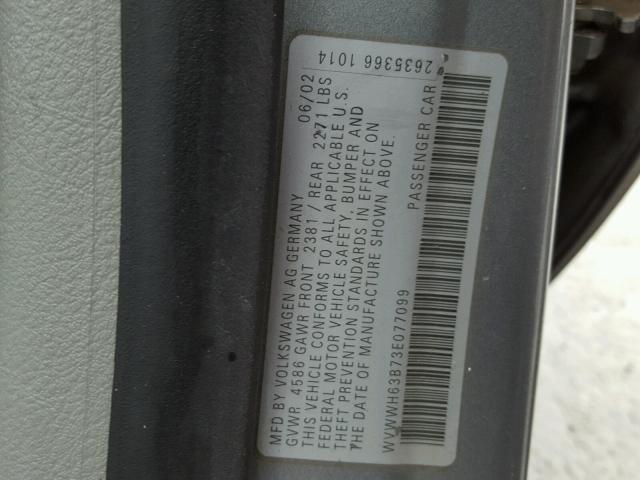 2635366 1014
MFD BY VOLKSWAGEN AG GERMANY 06/02
GVWR 4586 GAWR FRONT 2381 / REAR 2271 LBS
THIS VEHICLE CONFORMS TO ALL APPLICABLE U.S.
FEDERAL MOTOR VEHICLE SAFETY, BUMPER AND
THEFT PREVENTION STANDARDS IN EFFECT ON
THE DATE OF MANUFACTURE SHOWN ABOVE.
WVWWH63B73E077099 PASSENGER CAR